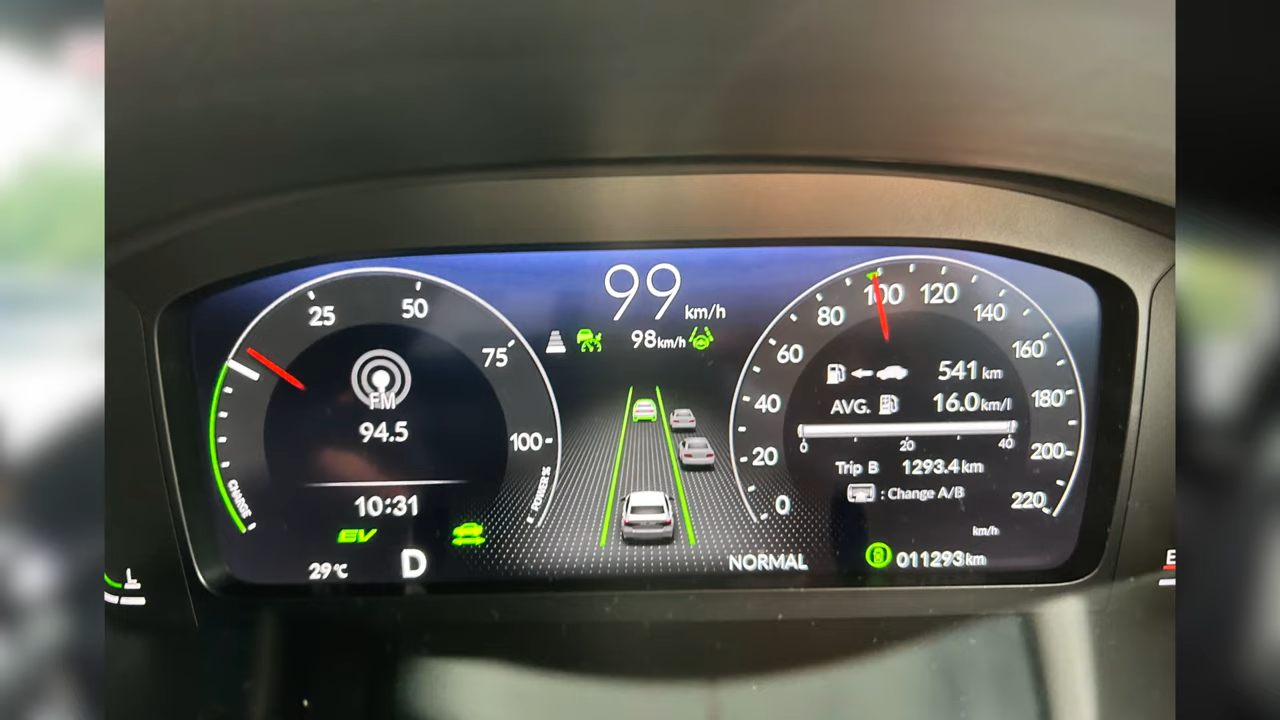 99 km/h
98 km/h
25
50
75
100
CHARGE
POWER%
FM
94.5
10:31
EV
29℃
D
0
20
40
60
80
100
120
140
160
180
200
220
541 km
AVG. 16.0km/l
0 20 40
Trip B 1293.4 km
: Change A/B
km/h
NORMAL
011293 km
E